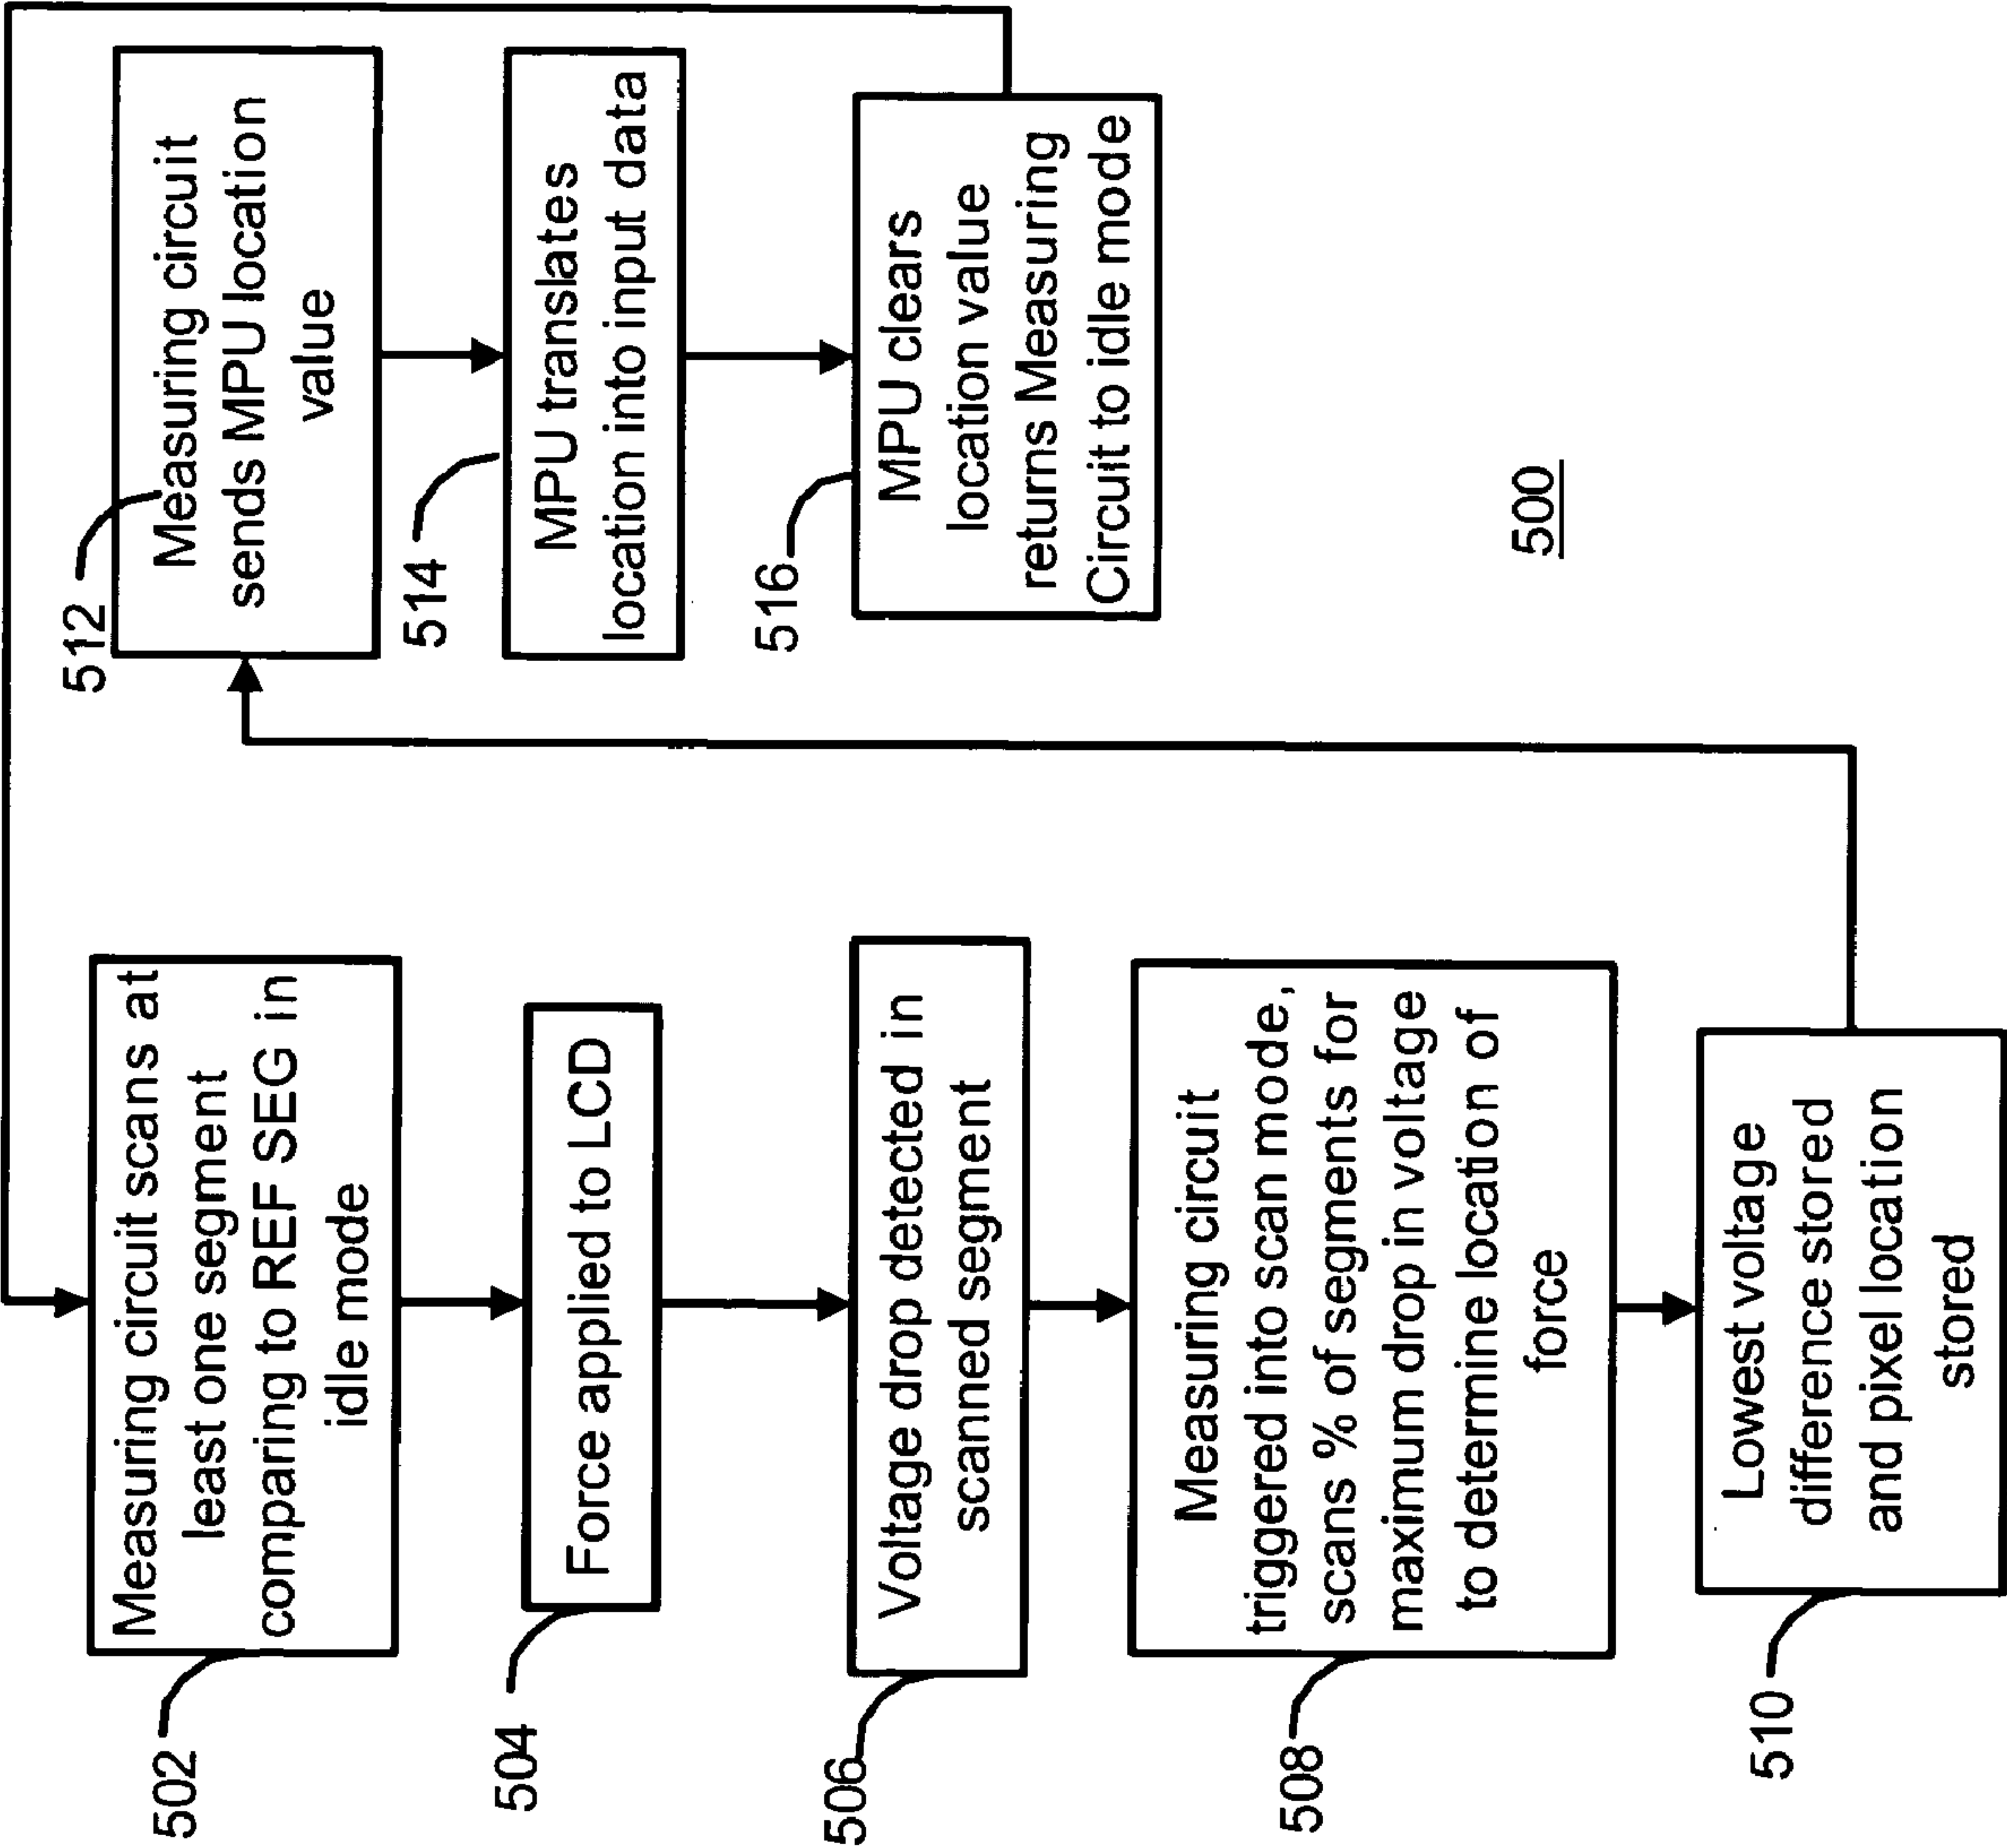 502
Measuring circuit scans at
least one segment
comparing to REF SEG in
idle mode
504
Force applied to LCD
506
Voltage drop detected in
scanned segment
508
Measuring circuit
triggered into scan mode,
scans % of segments for
maximum drop in voltage
to determine location of
force
510
Lowest voltage
difference stored
and pixel location
stored
512
Measuring circuit
sends MPU location
value
514
MPU translates
location into input data
516
MPU clears
location value
returns Measuring
Circuit to idle mode
500